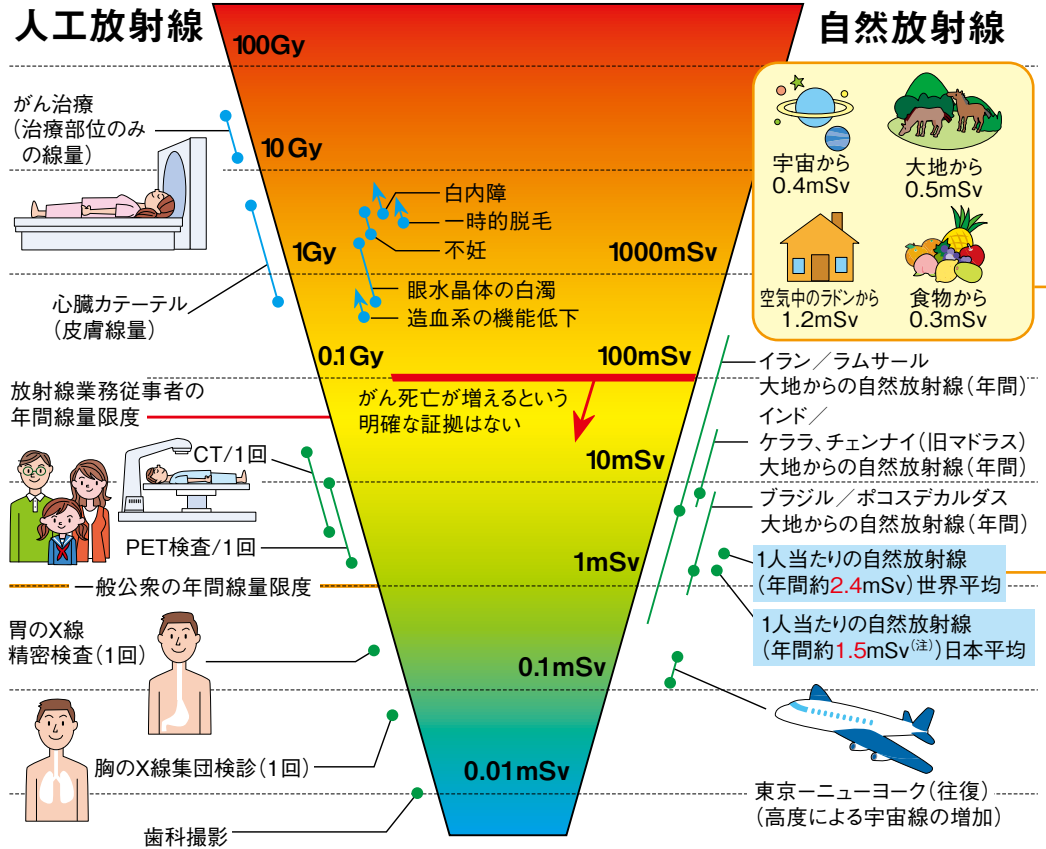 人工放射線
自然放射線
100Gy
がん治療
(治療部位のみ
の線量)
10Gy
宇宙から
0.4mSv
大地から
0.5mSv
白内障
一時的脱毛
不妊
1Gy
1000mSv
空気中のラドンから
1.2mSv
食物から
0.3mSv
心臓カテーテル
(皮膚線量)
眼水晶体の白濁
造血系の機能低下
0.1Gy
100mSv
イラン/ラムサール
大地からの自然放射線(年間)
放射線業務従事者の
年間線量限度
がん死亡が増えるという
明確な証拠はない
インド/
ケララ、チェンナイ(旧マドラス)
大地からの自然放射線(年間)
CT/1回
10mSv
ブラジル/ポコスデカルダス
大地からの自然放射線(年間)
PET検査/1回
1mSv
1人当たりの自然放射線
(年間約2.4mSv)世界平均
一般公衆の年間線量限度
1人当たりの自然放射線
(年間約1.5mSv(注))日本平均
胃のX線
精密検査(1回)
0.1mSv
胸のX線集団検診(1回)
0.01mSv
東京ーニューヨーク(往復)
(高度による宇宙線の増加)
歯科撮影